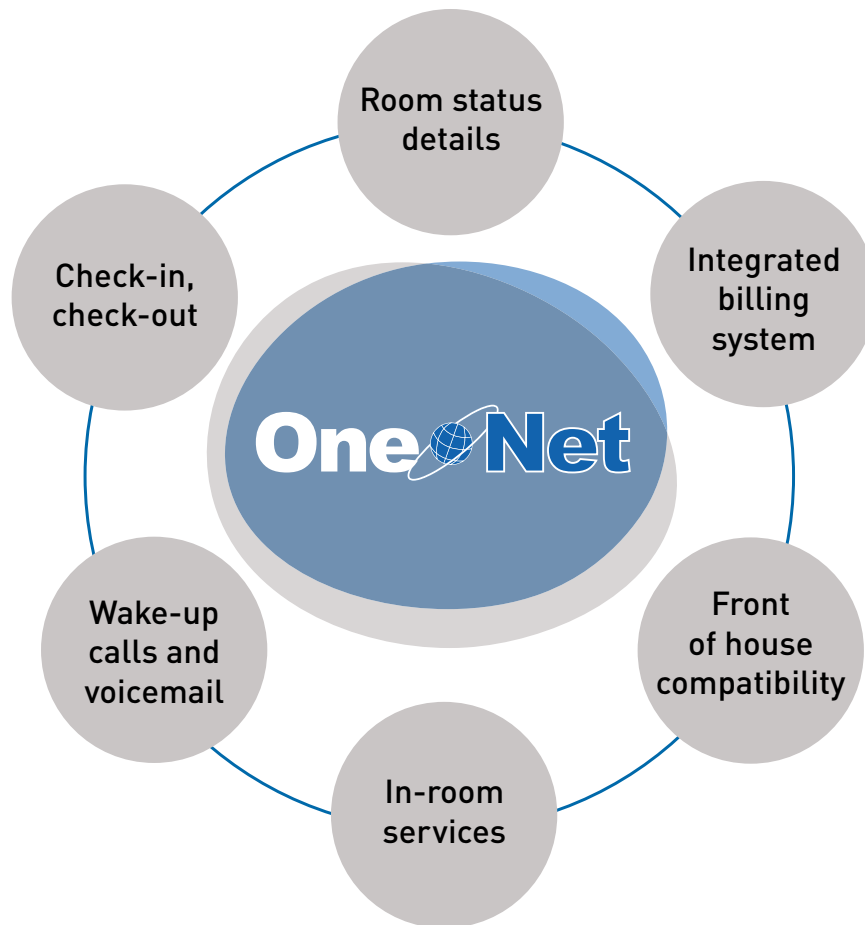 Room status
details
Integrated
billing
system
Front
of house
compatibility
In-room
services
Wake-up
calls and
voicemail
Check-in,
check-out
One Net